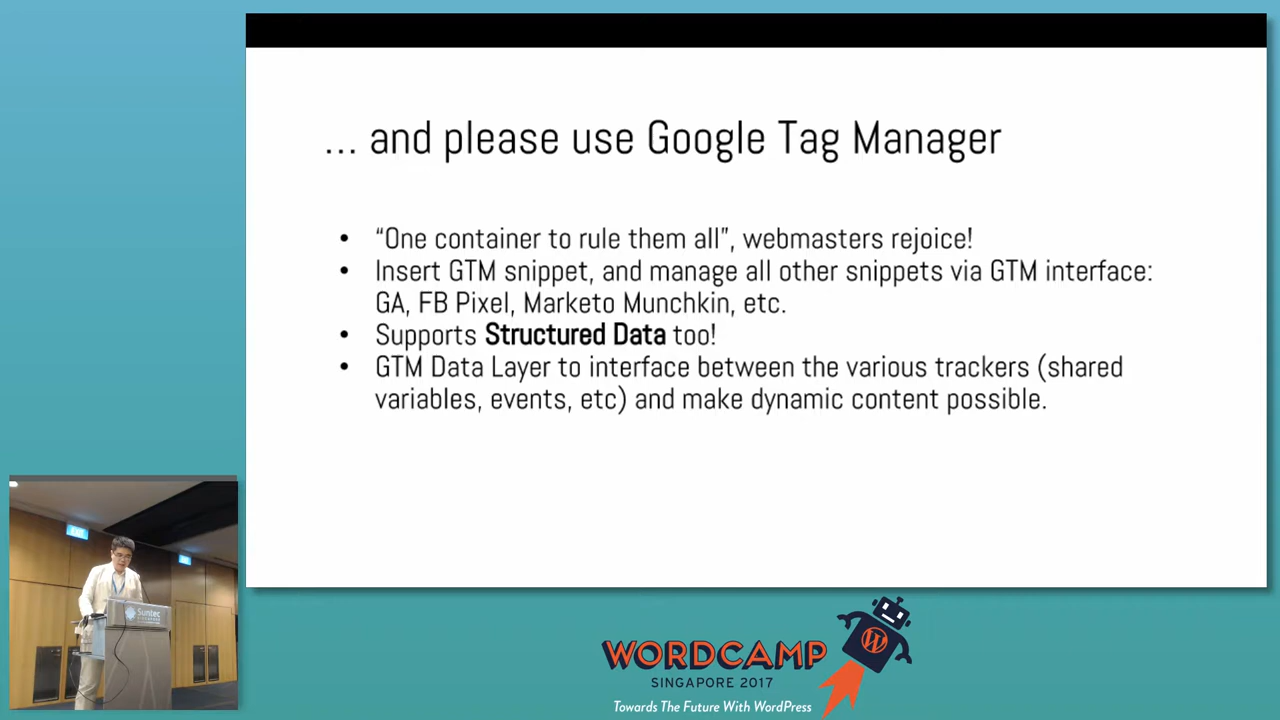 ... and please use Google Tag Manager
• “One container to rule them all”, webmasters rejoice!
• Insert GTM snippet, and manage all other snippets via GTM interface:
GA, FB Pixel, Marketo Munchkin, etc.
• Supports Structured Data too!
• GTM Data Layer to interface between the various trackers (shared
variables, events, etc) and make dynamic content possible.
EXIT
Suntec
WORDCAMP
SINGAPORE 2017
Towards The Future With WordPress